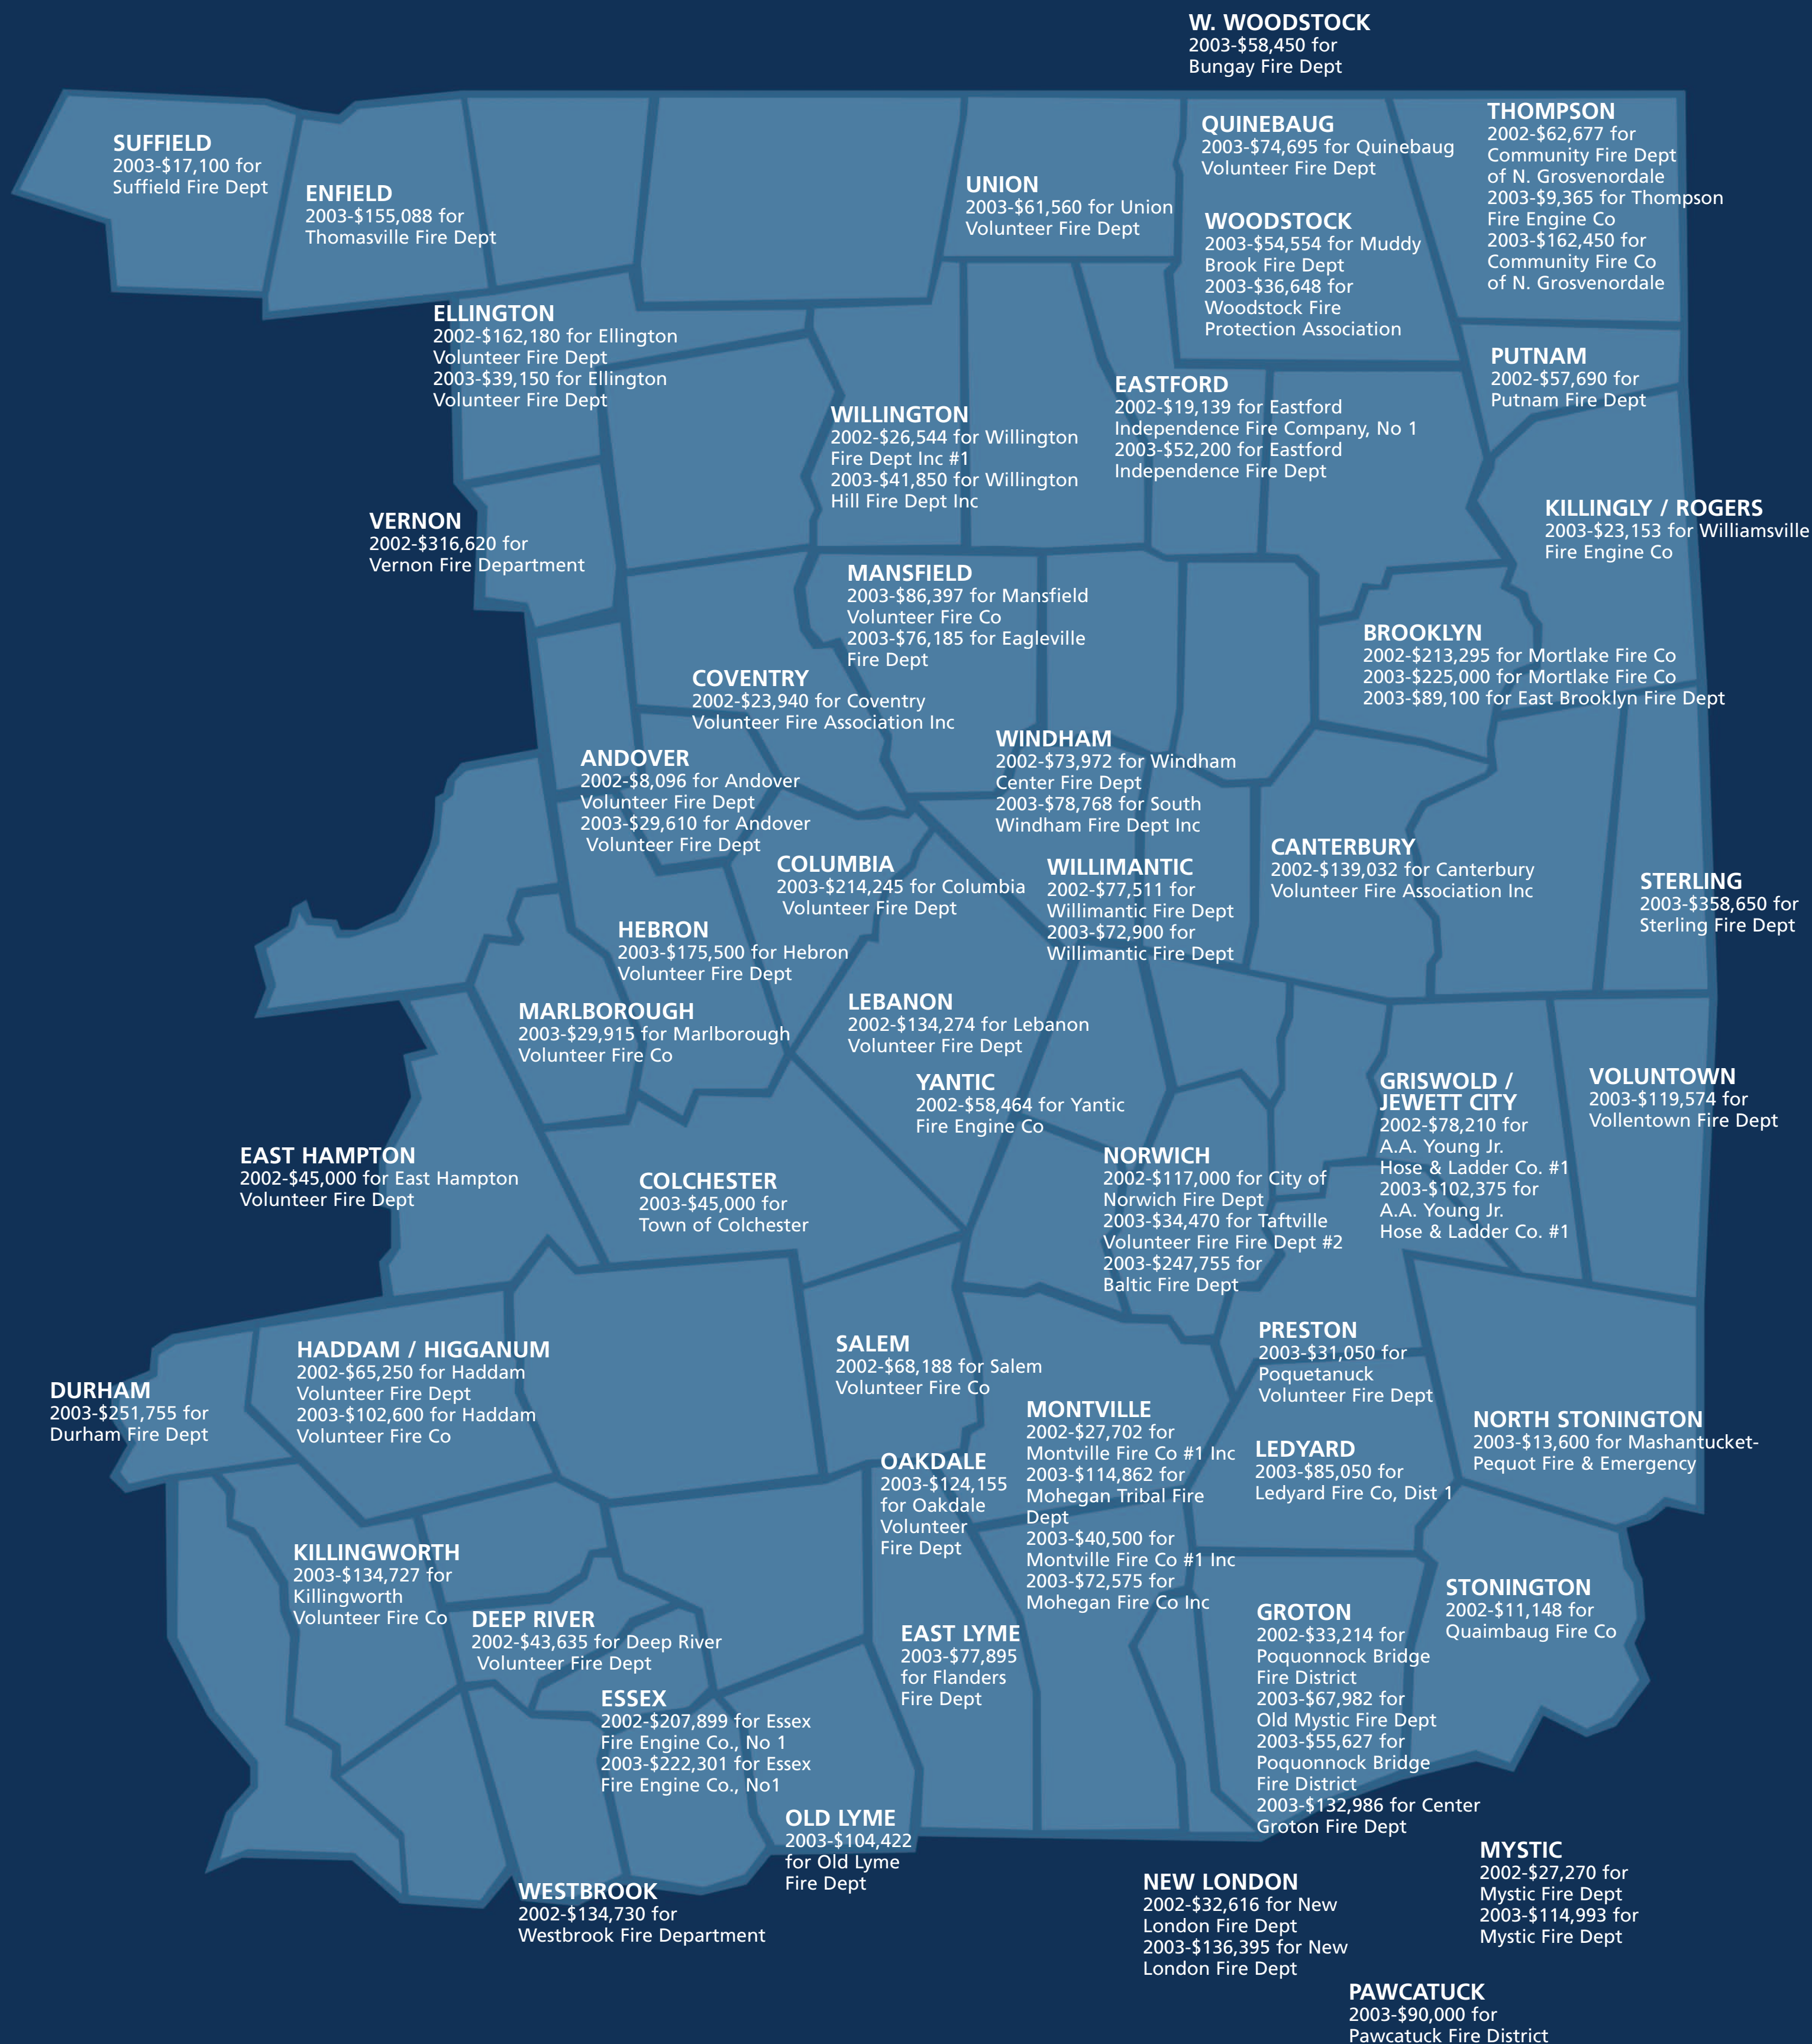 W. WOODSTOCK
2003-$58,450 for
Bungay Fire Dept
SUFFIELD
2003-$17,100 for
Suffield Fire Dept
ENFIELD
2003-$155,088 for
Thomasville Fire Dept
UNION
2003-$61,560 for Union
Volunteer Fire Dept
QUINEBAUG
2003-$74,695 for Quinebaug
Volunteer Fire Dept
WOODSTOCK
2003-$54,554 for Muddy
Brook Fire Dept
2003-$36,648 for
Woodstock Fire
Protection Association
THOMPSON
2002-$62,677 for
Community Fire Dept
of N. Grosvenordale
2003-$9,365 for Thompson
Fire Engine Co
2003-$162,450 for
Community Fire Co
of N. Grosvenordale
ELLINGTON
2002-$162,180 for Ellington
Volunteer Fire Dept
2003-$39,150 for Ellington
Volunteer Fire Dept
WILLINGTON
2002-$26,544 for Willington
Fire Dept Inc #1
2003-$41,850 for Willington
Hill Fire Dept Inc
EASTFORD
2002-$19,139 for Eastford
Independence Fire Company, No 1
2003-$52,200 for Eastford
Independence Fire Dept
PUTNAM
2002-$57,690 for
Putnam Fire Dept
KILLINGLY / ROGERS
2003-$23,153 for Williamsville
Fire Engine Co
VERNON
2002-$316,620 for
Vernon Fire Department
MANSFIELD
2003-$86,397 for Mansfield
Volunteer Fire Co
2003-$76,185 for Eagleville
Fire Dept
BROOKLYN
2002-$213,295 for Mortlake Fire Co
2003-$225,000 for Mortlake Fire Co
2003-$89,100 for East Brooklyn Fire Dept
COVENTRY
2002-$23,940 for Coventry
Volunteer Fire Association Inc
ANDOVER
2002-$8,096 for Andover
Volunteer Fire Dept
2003-$29,610 for Andover
Volunteer Fire Dept
WINDHAM
2002-$73,972 for Windham
Center Fire Dept
2003-$78,768 for South
Windham Fire Dept Inc
COLUMBIA
2003-$214,245 for Columbia
Volunteer Fire Dept
WILLIMANTIC
2002-$77,511 for
Willimantic Fire Dept
2003-$72,900 for
Willimantic Fire Dept
CANTERBURY
2002-$139,032 for Canterbury
Volunteer Fire Association Inc
STERLING
2003-$358,650 for
Sterling Fire Dept
HEBRON
2003-$175,500 for Hebron
Volunteer Fire Dept
MARLBOROUGH
2003-$29,915 for Marlborough
Volunteer Fire Co
LEBANON
2002-$134,274 for Lebanon
Volunteer Fire Dept
YANTIC
2002-$58,464 for Yantic
Fire Engine Co
GRISWOLD /
JEWETT CITY
2002-$78,210 for
A.A. Young Jr.
Hose & Ladder Co. #1
2003-$102,375 for
A.A. Young Jr.
Hose & Ladder Co. #1
VOLUNTOWN
2003-$119,574 for
Vollentown Fire Dept
EAST HAMPTON
2002-$45,000 for East Hampton
Volunteer Fire Dept
COLCHESTER
2003-$45,000 for
Town of Colchester
NORWICH
2002-$117,000 for City of
Norwich Fire Dept
2003-$34,470 for Taftville
Volunteer Fire Fire Dept #2
2003-$247,755 for
Baltic Fire Dept
HADDAM / HIGGANUM
2002-$65,250 for Haddam
Volunteer Fire Dept
2003-$102,600 for Haddam
Volunteer Fire Co
DURHAM
2003-$251,755 for
Durham Fire Dept
SALEM
2002-$68,188 for Salem
Volunteer Fire Co
PRESTON
2003-$31,050 for
Poquetanuck
Volunteer Fire Dept
MONTVILLE
2002-$27,702 for
Montville Fire Co #1 Inc
2003-$114,862 for
Mohegan Tribal Fire
Dept
2003-$40,500 for
Montville Fire Co #1 Inc
2003-$72,575 for
Mohegan Fire Co Inc
OAKDALE
2003-$124,155
for Oakdale
Volunteer
Fire Dept
LEDYARD
2003-$85,050 for
Ledyard Fire Co, Dist 1
NORTH STONINGTON
2003-$13,600 for Mashantucket-
Pequot Fire & Emergency
KILLINGWORTH
2003-$134,727 for
Killingworth
Volunteer Fire Co
DEEP RIVER
2002-$43,635 for Deep River
Volunteer Fire Dept
EAST LYME
2003-$77,895
for Flanders
Fire Dept
GROTON
2002-$33,214 for
Poquonnock Bridge
Fire District
2003-$67,982 for
Old Mystic Fire Dept
2003-$55,627 for
Poquonnock Bridge
Fire District
2003-$132,986 for Center
Groton Fire Dept
STONINGTON
2002-$11,148 for
Quaimbaug Fire Co
ESSEX
2002-$207,899 for Essex
Fire Engine Co., No 1
2003-$222,301 for Essex
Fire Engine Co., No1
OLD LYME
2003-$104,422
for Old Lyme
Fire Dept
WESTBROOK
2002-$134,730 for
Westbrook Fire Department
NEW LONDON
2002-$32,616 for New
London Fire Dept
2003-$136,395 for New
London Fire Dept
MYSTIC
2002-$27,270 for
Mystic Fire Dept
2003-$114,993 for
Mystic Fire Dept
PAWCATUCK
2003-$90,000 for
Pawcatuck Fire District